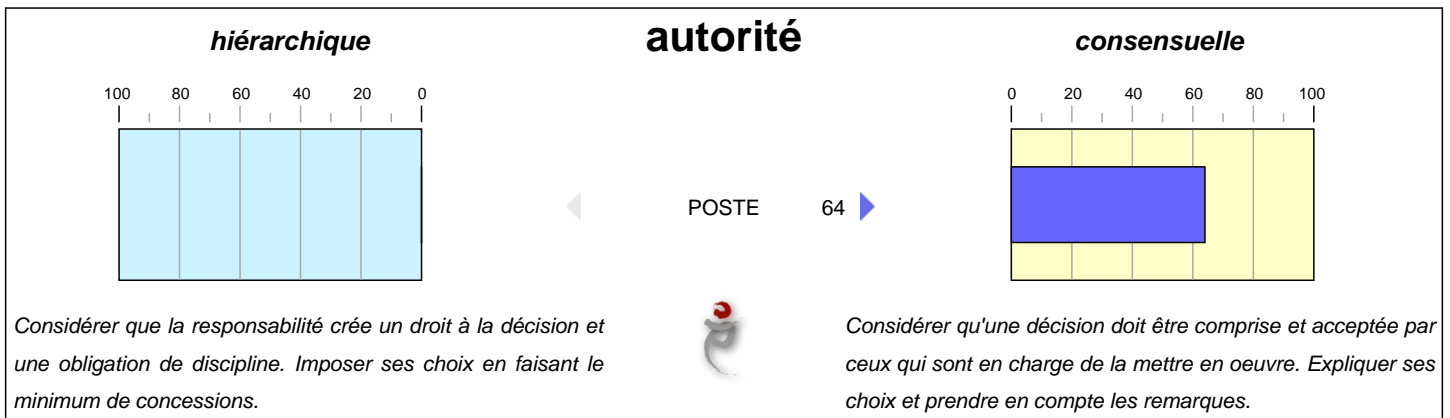 autorité
hiérarchique
consensuelle
100 80 60 40 20 0
0 20 40 60 80 100
POSTE 64
Considérer que la responsabilité crée un droit à la décision et
une obligation de discipline. Imposer ses choix en faisant le
minimum de concessions.
Considérer qu'une décision doit être comprise et acceptée par
ceux qui sont en charge de la mettre en oeuvre. Expliquer ses
choix et prendre en compte les remarques.